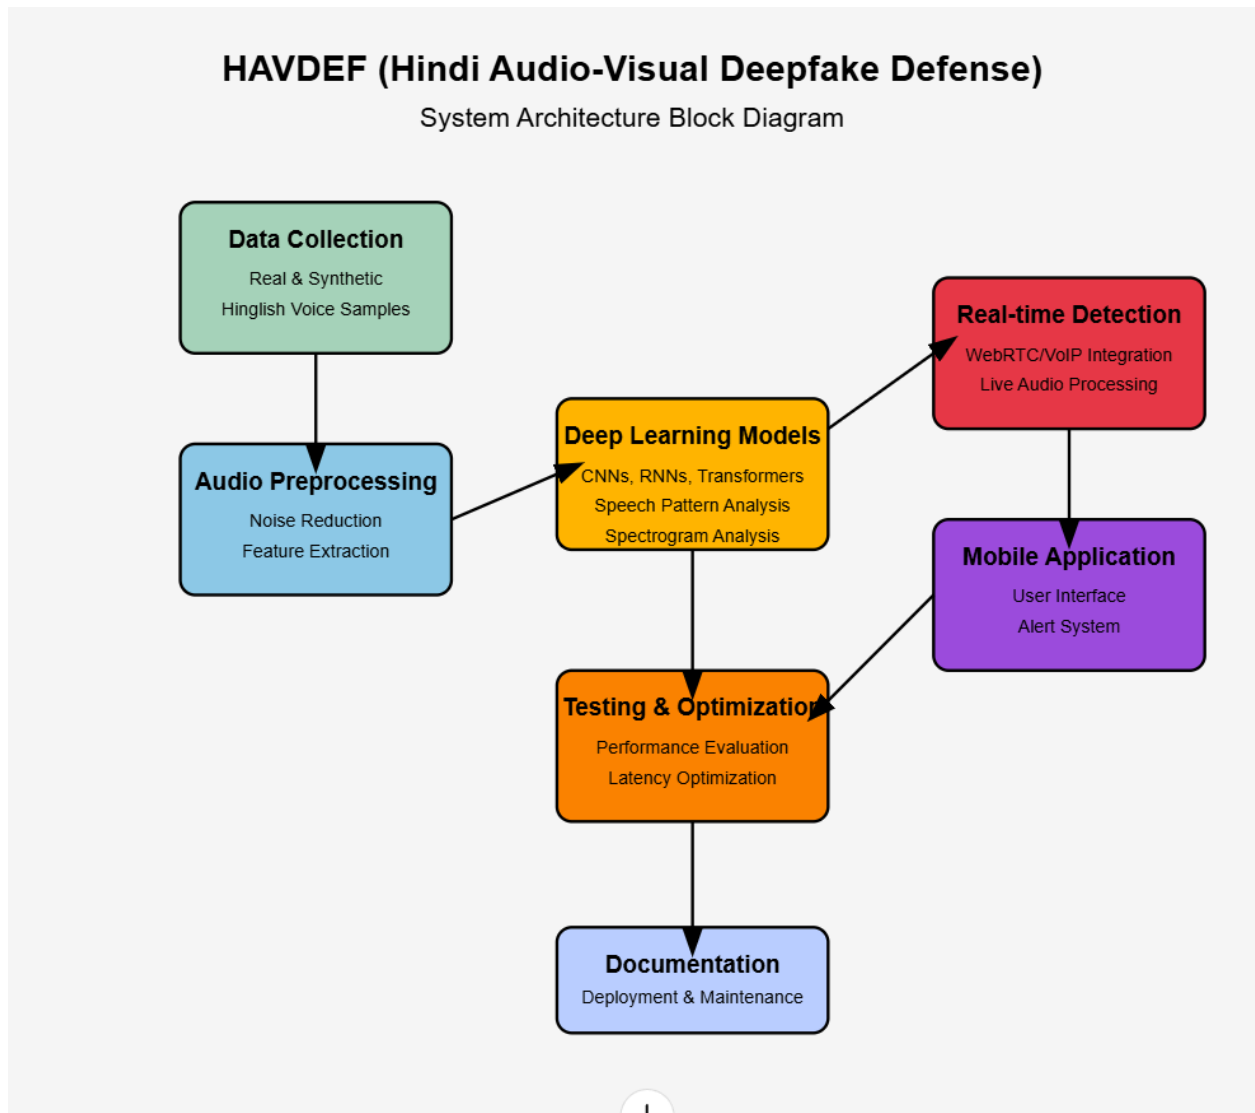 HAVDEF (Hindi Audio-Visual Deepfake Defense)
System Architecture Block Diagram
Data Collection
Real & Synthetic
Hinglish Voice Samples
Audio Preprocessing
Noise Reduction
Feature Extraction
Deep Learning Models
CNNs, RNNs, Transformers
Speech Pattern Analysis
Spectrogram Analysis
Real-time Detection
WebRTC/VoIP Integration
Live Audio Processing
Mobile Application
User Interface
Alert System
Testing & Optimization
Performance Evaluation
Latency Optimization
Documentation
Deployment & Maintenance